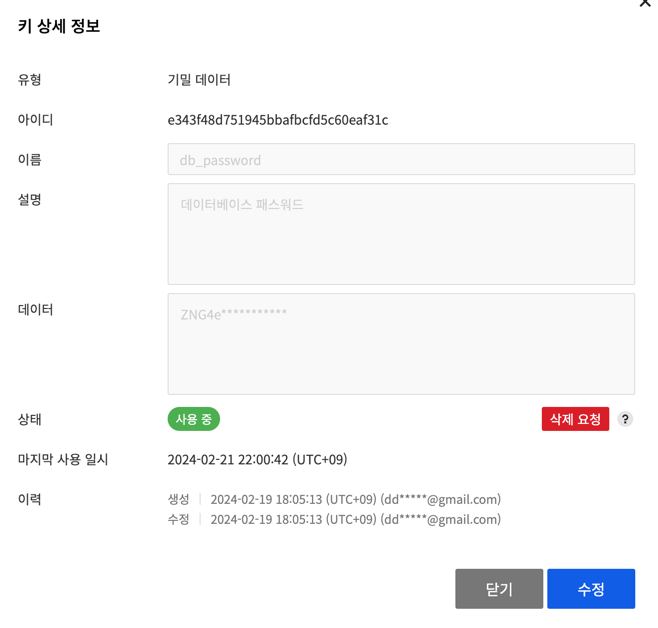 키 상세 정보
유형 기밀 데이터
아이디 e343f48d751945bbafbcfd5c60eaf31c
이름 db_password
설명 데이터베이스 패스워드
데이터 ZNG4e***********
상태 사용 중 삭제 요청 ?
마지막 사용 일시 2024-02-21 22:00:42 (UTC+09)
이력 생성 2024-02-19 18:05:13 (UTC+09) (dd*****@gmail.com)
수정 2024-02-19 18:05:13 (UTC+09) (dd*****@gmail.com)
닫기 수정